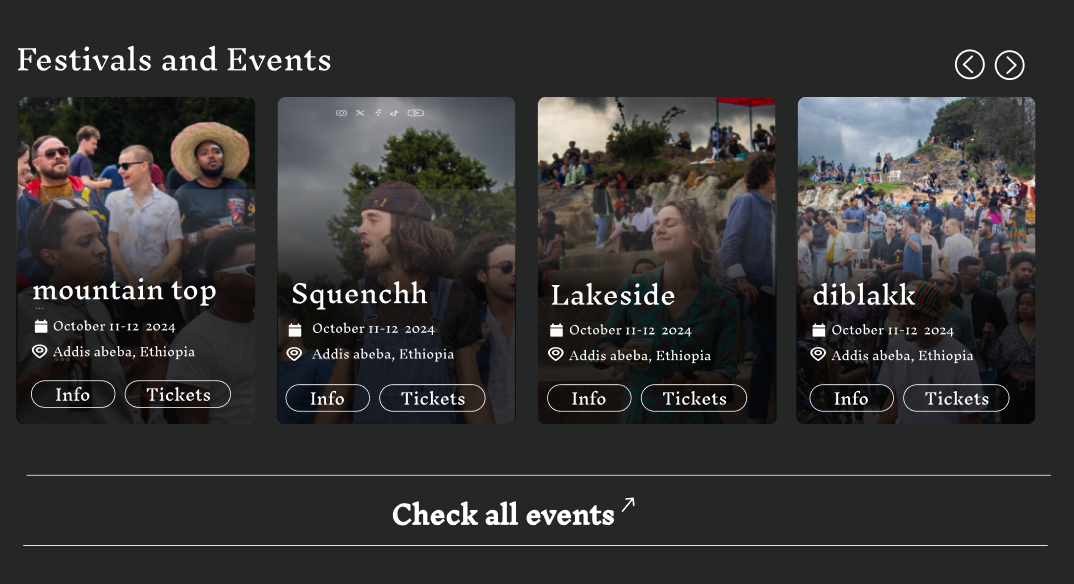 Festivals and Events
mountain top
October 11-12 2024
Addis abeba, Ethiopia
Info
Tickets
Squenchh
October 11-12 2024
Addis abeba, Ethiopia
Info
Tickets
Lakeside
October 11-12 2024
Addis abeba, Ethiopia
Info
Tickets
diblakk
October 11-12 2024
Addis abeba, Ethiopia
Info
Tickets
Check all events